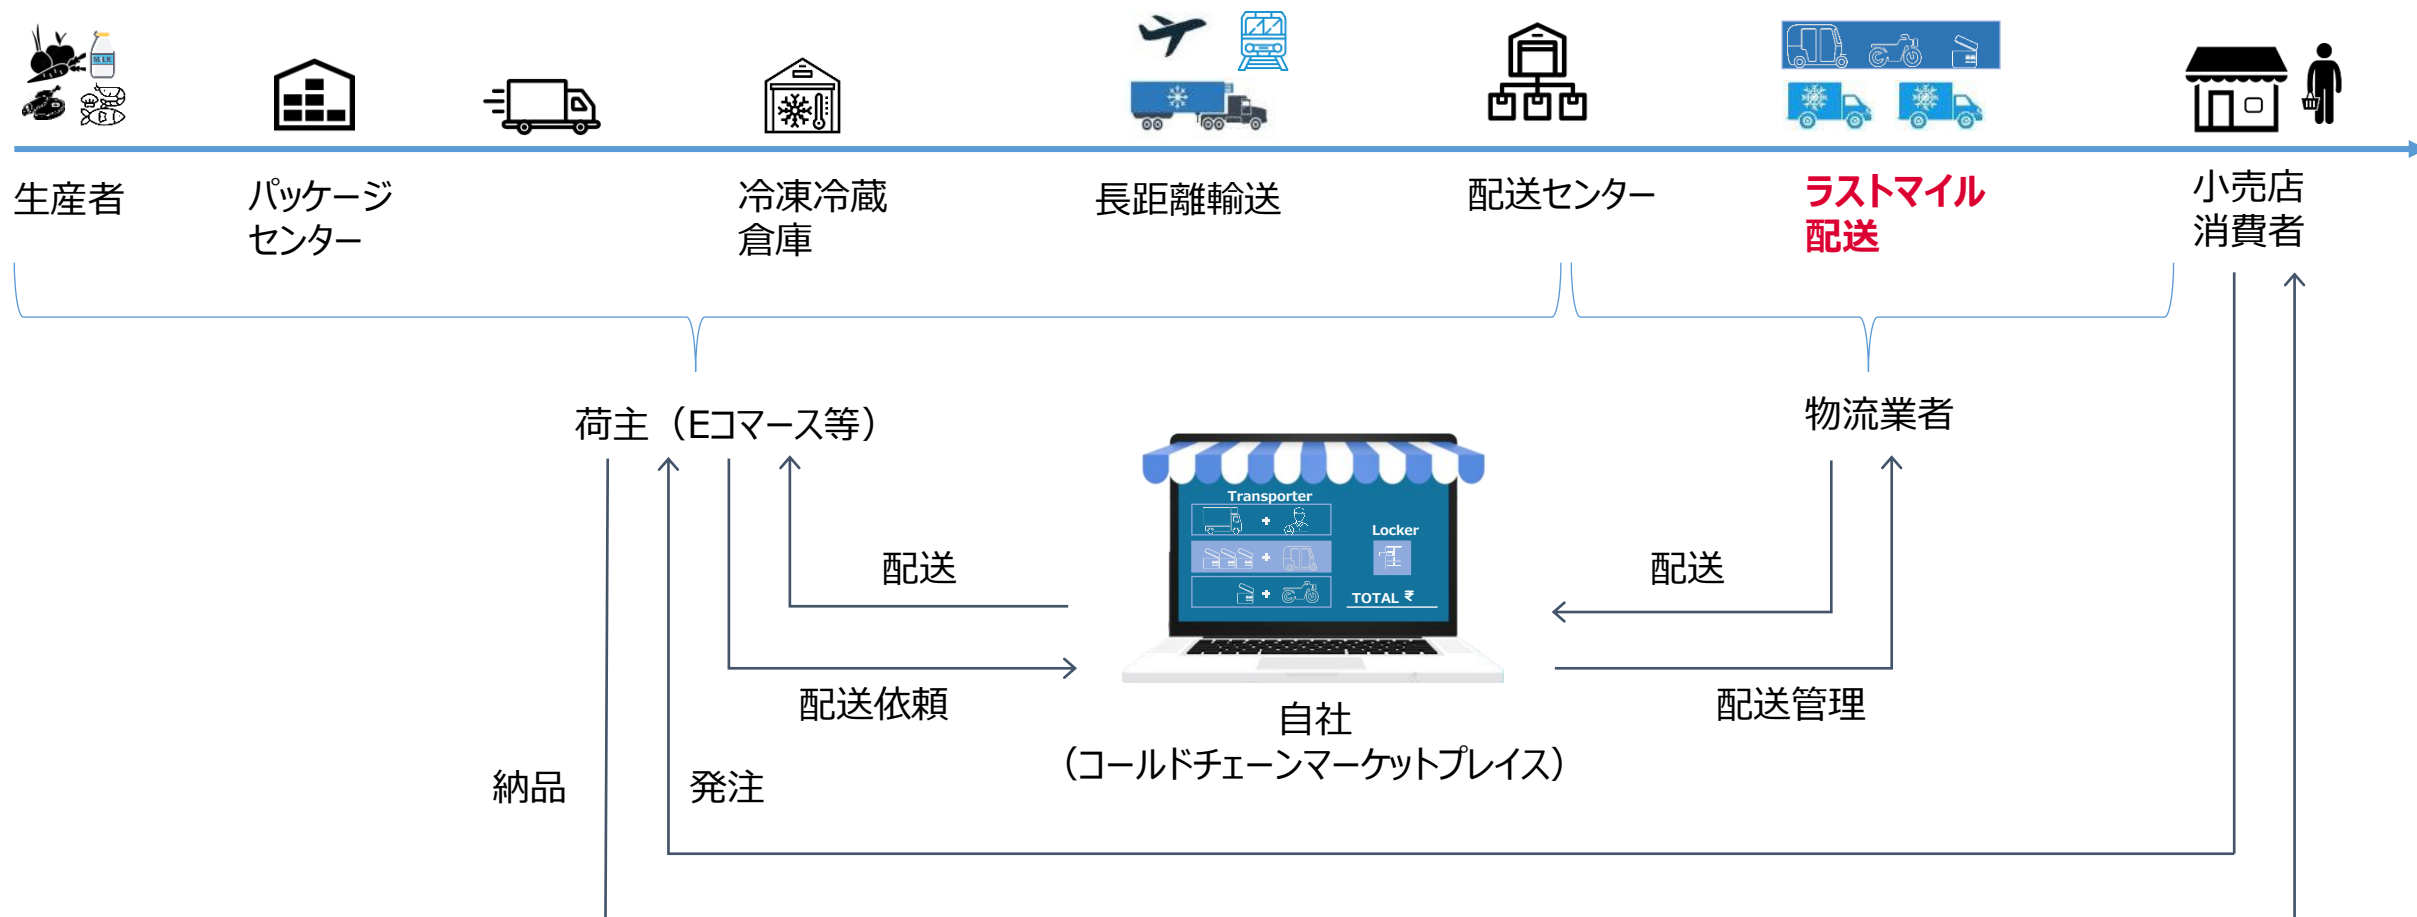 MILK
生産者
パッケージ
センター
冷凍冷蔵
倉庫
長距離輸送
配送センター
ラストマイル
配送
小売店
消費者
荷主（Eコマース等）
物流業者
Transporter
Locker
TOTAL ₹
配送
配送
配送依頼
配送管理
自社
（コールドチェーンマーケットプレイス）
納品
発注